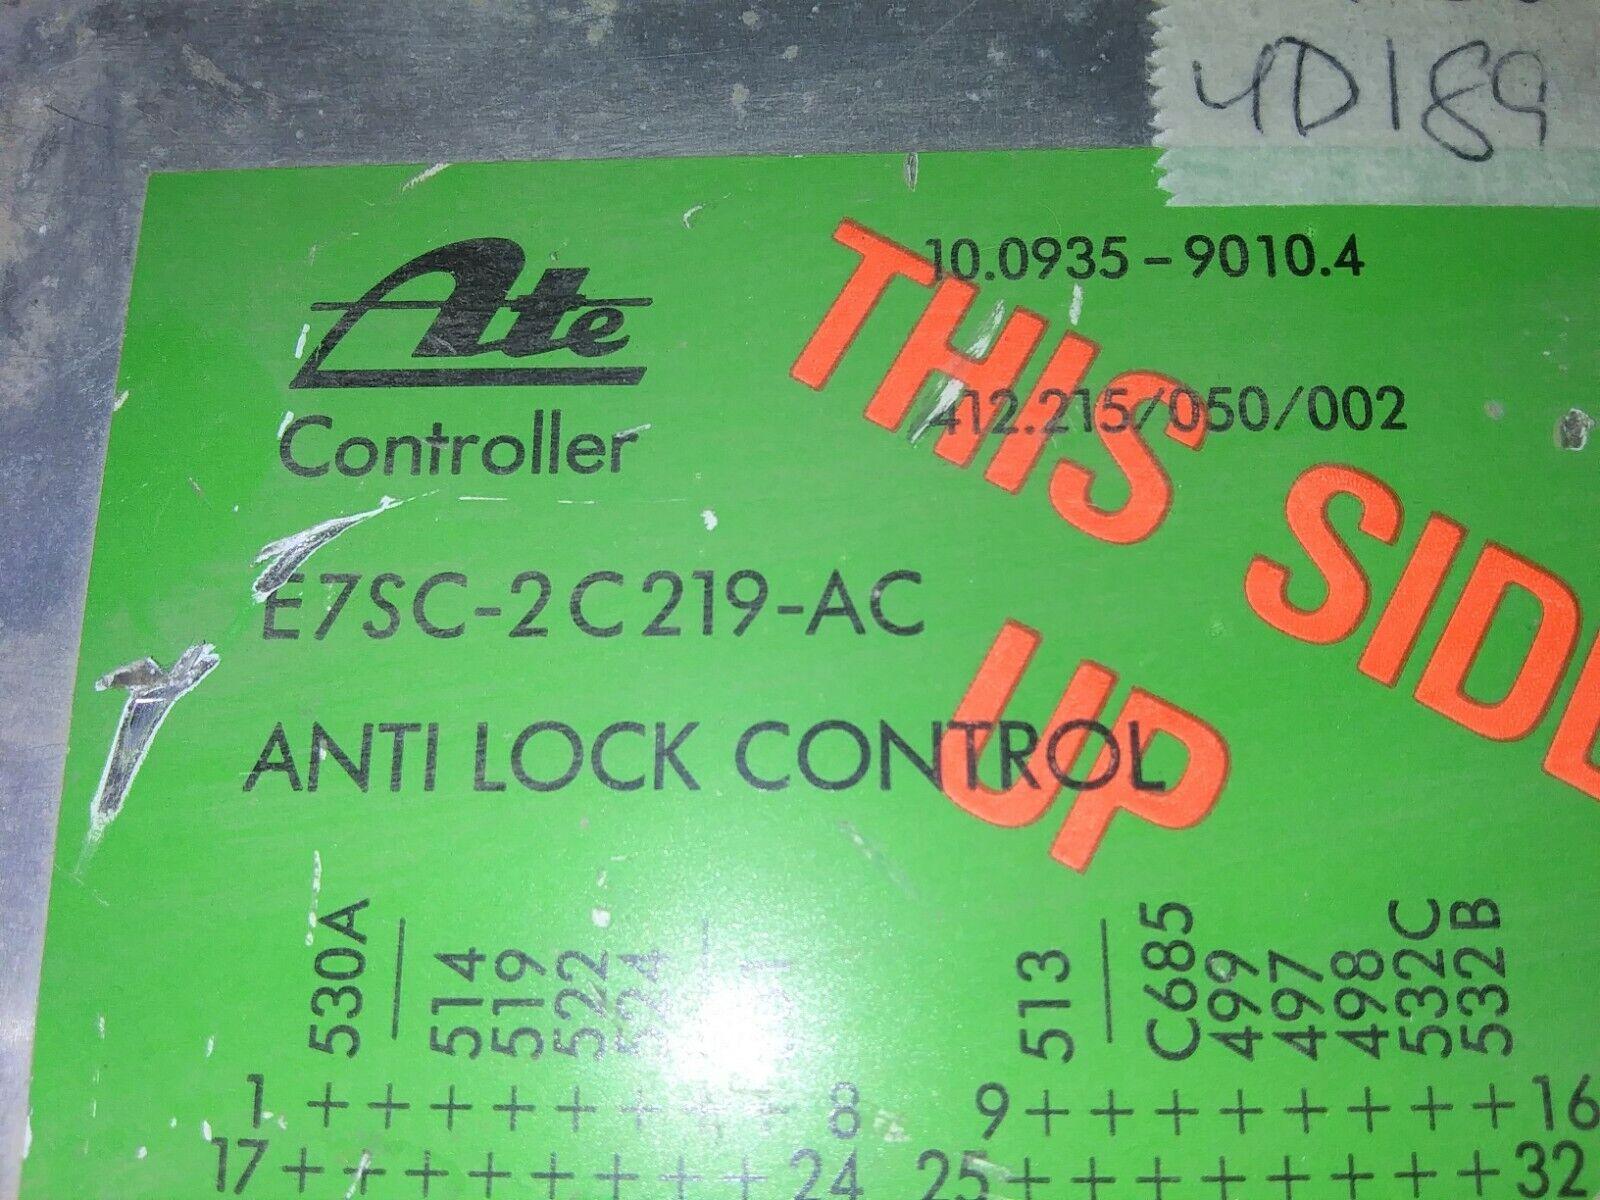 4D189
Ate
10.0935-9010.4
Controller
412.215/050/002
THIS SIDE
UP
E7SC-2C219-AC
ANTI LOCK CONTROL
530A | 514 519 522 524 | 513 | C685 499 497 498 532C 532B
1 + + + + + + + + 8 9 + + + + + + + + 16
17 + + + + + + + + 24 25 + + + + + + + + 32